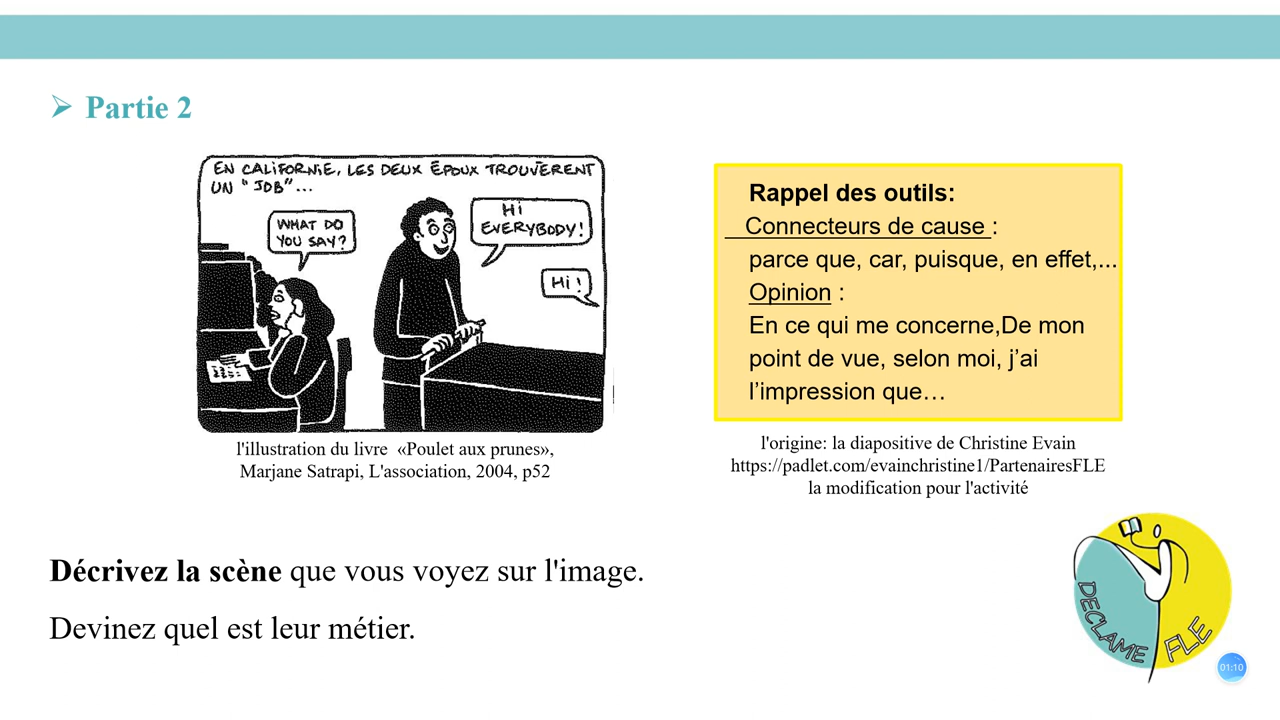 Partie 2
EN CALIFORNIE, LES DEUX ÉPOUX TROUVÈRENT
UN "JOB"...
WHAT DO
YOU SAY?
Hi
EVERYBODY!
Hi!
l'illustration du livre «Poulet aux prunes»,
Marjane Satrapi, L'association, 2004, p52
Rappel des outils:
Connecteurs de cause :
parce que, car, puisque, en effet,...
Opinion :
En ce qui me concerne,De mon
point de vue, selon moi, j’ai
l’impression que…
l'origine: la diapositive de Christine Evain
https://padlet.com/evainchristine1/PartenairesFLE
la modification pour l'activité
Décrivez la scène que vous voyez sur l'image.
Devinez quel est leur métier.
DECLAME FLE
01:10